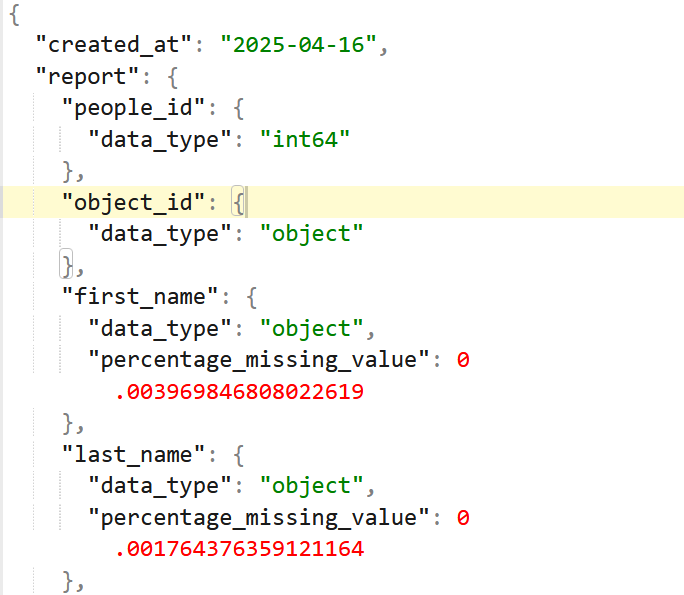 {
"created_at": "2025-04-16",
"report": {
"people_id": {
"data_type": "int64"
},
"object_id": {
"data_type": "object"
},
"first_name": {
"data_type": "object",
"percentage_missing_value": 0
.003969846808022619
},
"last_name": {
"data_type": "object",
"percentage_missing_value": 0
.001764376359121164
},